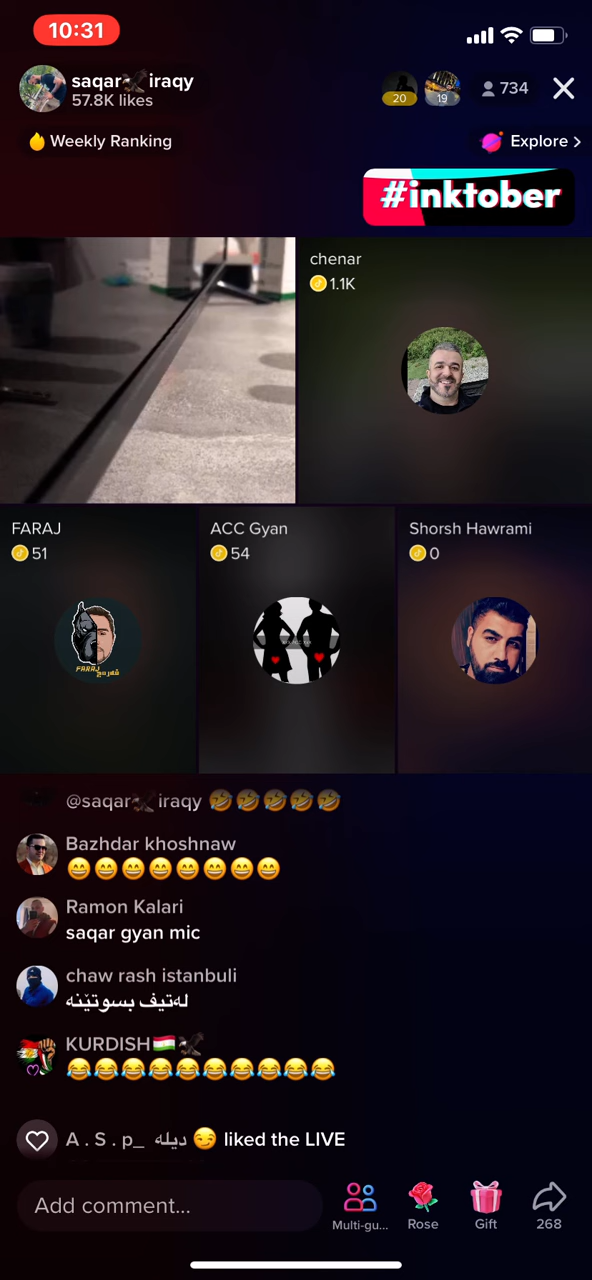 10:31
saqar🦅iraqy
57.8K likes
20
19
734
Weekly Ranking
Explore >
#inktober
chenar
1.1K
FARAJ
51
ACC Gyan
54
Shorsh Hawrami
0
FARAJ
@saqar🦅iraqy 🤣🤣🤣🤣🤣
Bazhdar khoshnaw
😄😄😄😄😄😄😄😄
Ramon Kalari
saqar gyan mic
chaw rash istanbuli
لەتیف بسوتێنە
KURDISH🇹🇯🦅
😂😂😂😂😂😂😂😂😂😂
A . S . p_ دیلە 😏 liked the LIVE
Add comment...
Multi-gu...
Rose
Gift
268